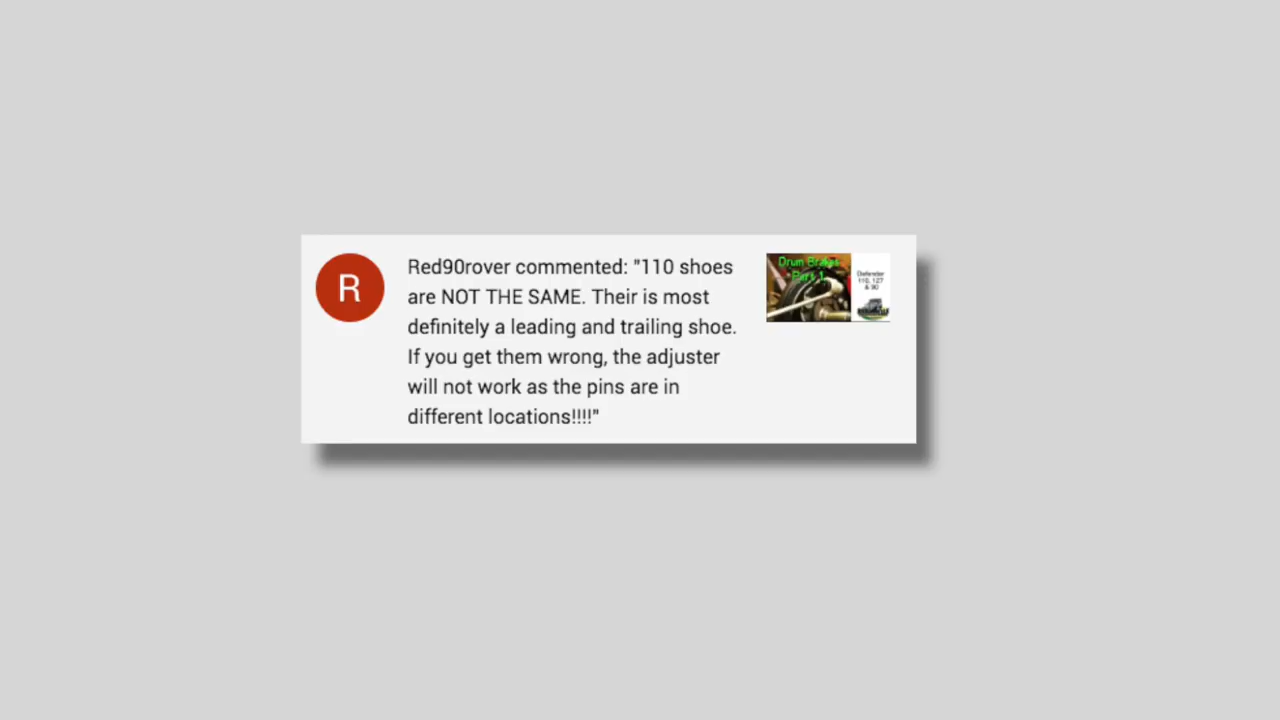 R
Red90rover commented: "110 shoes
are NOT THE SAME. Their is most
definitely a leading and trailing shoe.
If you get them wrong, the adjuster
will not work as the pins are in
different locations!!!!"
Drum Brakes
Part 1
Defender
110, 127
& 90